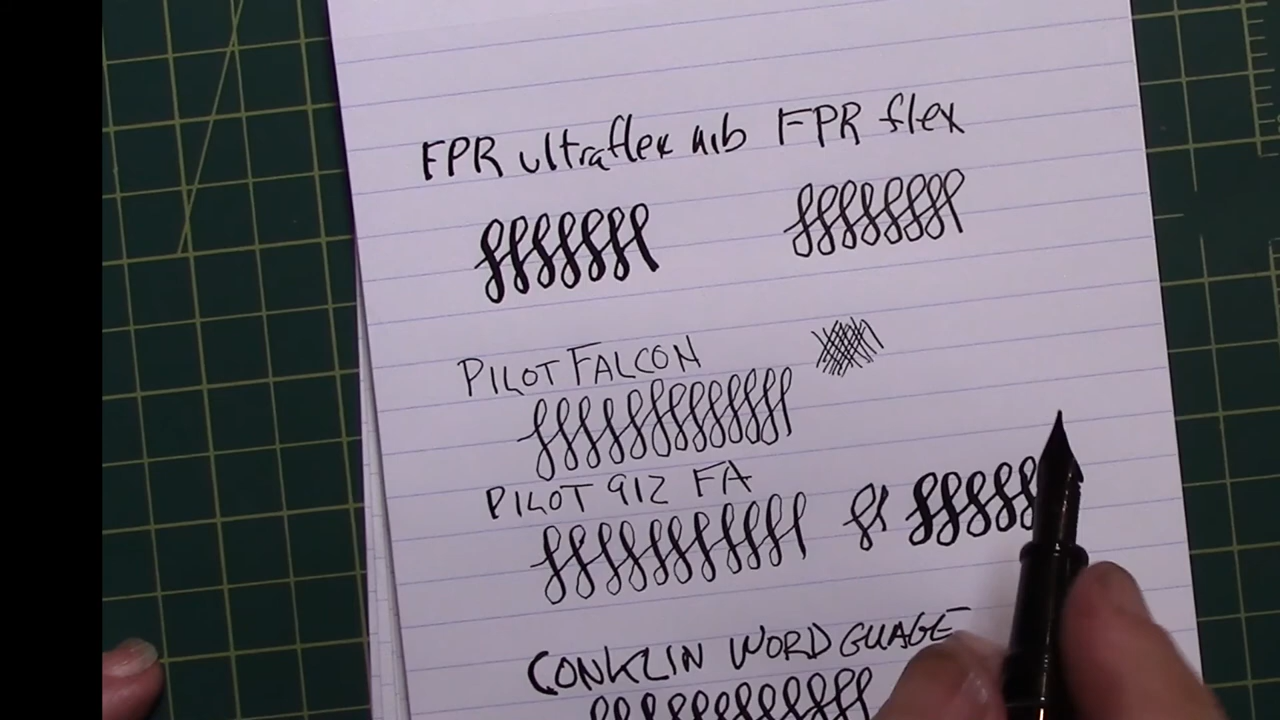 FPR ultraflex nib FPR flex
PILOT FALCON
PILOT 912 FA
CONKLIN WORD GUAGE